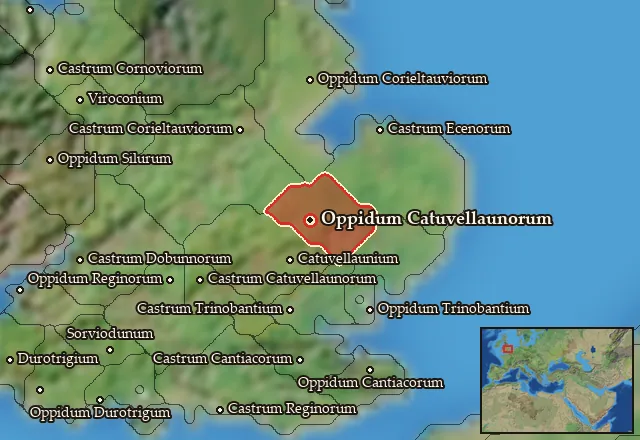 Castrum Cornoviorum
Oppidum Corieltauviorum
Viroconium
Castrum Corieltauviorum
Castrum Ecenorum
Oppidum Silurum
Oppidum Catuvellaunorum
Castrum Dobunnorum
Catuvellaunium
Oppidum Reginorum
Castrum Catuvellaunorum
Castrum Trinobantium
Oppidum Trinobantium
Sorviodunum
Durotrigium
Castrum Cantiacorum
Oppidum Cantiacorum
Oppidum Durotrigum
Castrum Reginorum